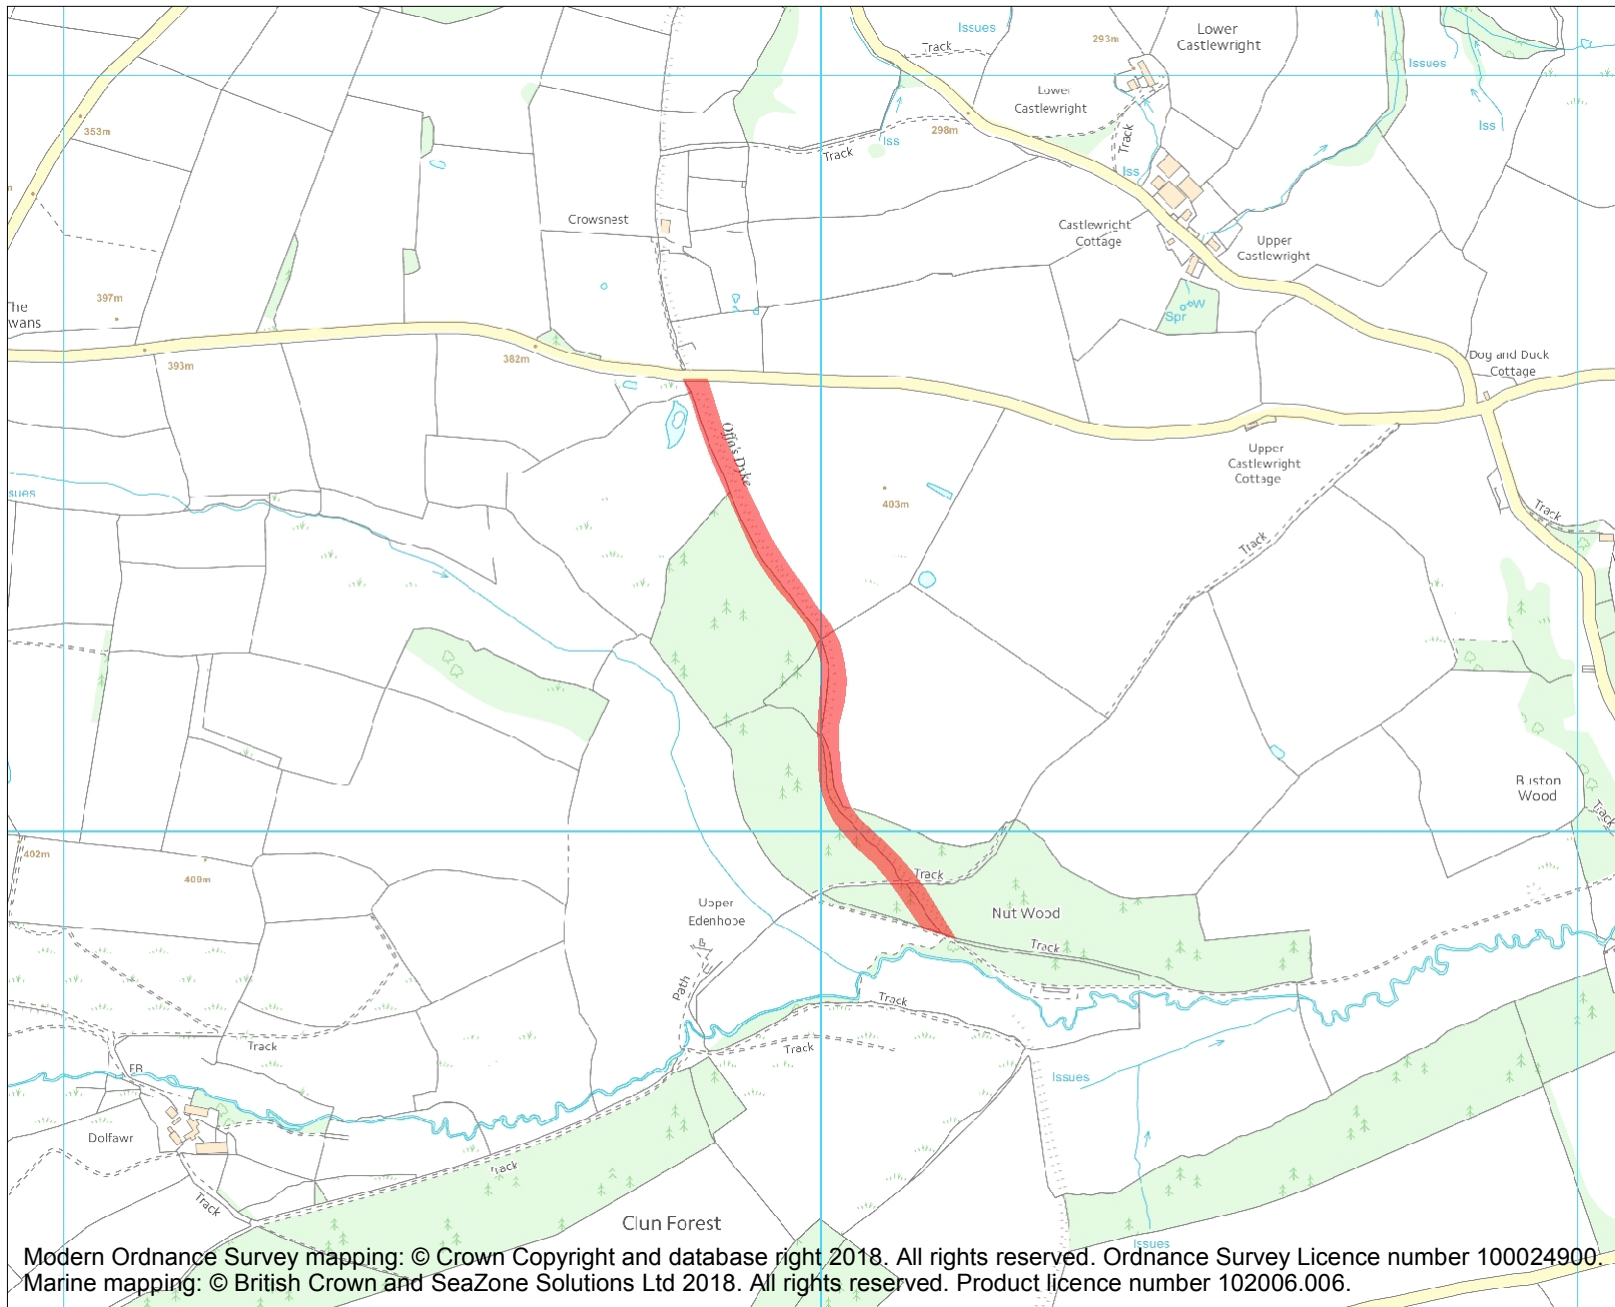 Issues
Lower
Castlewright
293m
Track
Issues
Lower
Castlewright
353m
298m
Iss
Track
Track
Iss
Iss
Crowsnest
Castlewright
Cottage
Upper
Castlewright
397m
The
wans
W
Spr
393m
382m
Dog and Duck
Cottage
Offa's Dyke
Upper
Castlewright
Cottage
sues
403m
Track
Track
Buston
Wood
Track
402m
409m
Track
Upper
Edenhope
Nut Wood
Track
Path
Track
Track
Track
FB
Issues
Dolfawr
Track
Track
Clun Forest
Issues
Modern Ordnance Survey mapping: © Crown Copyright and database right 2018. All rights reserved. Ordnance Survey Licence number 100024900.
Marine mapping: © British Crown and SeaZone Solutions Ltd 2018. All rights reserved. Product licence number 102006.006.